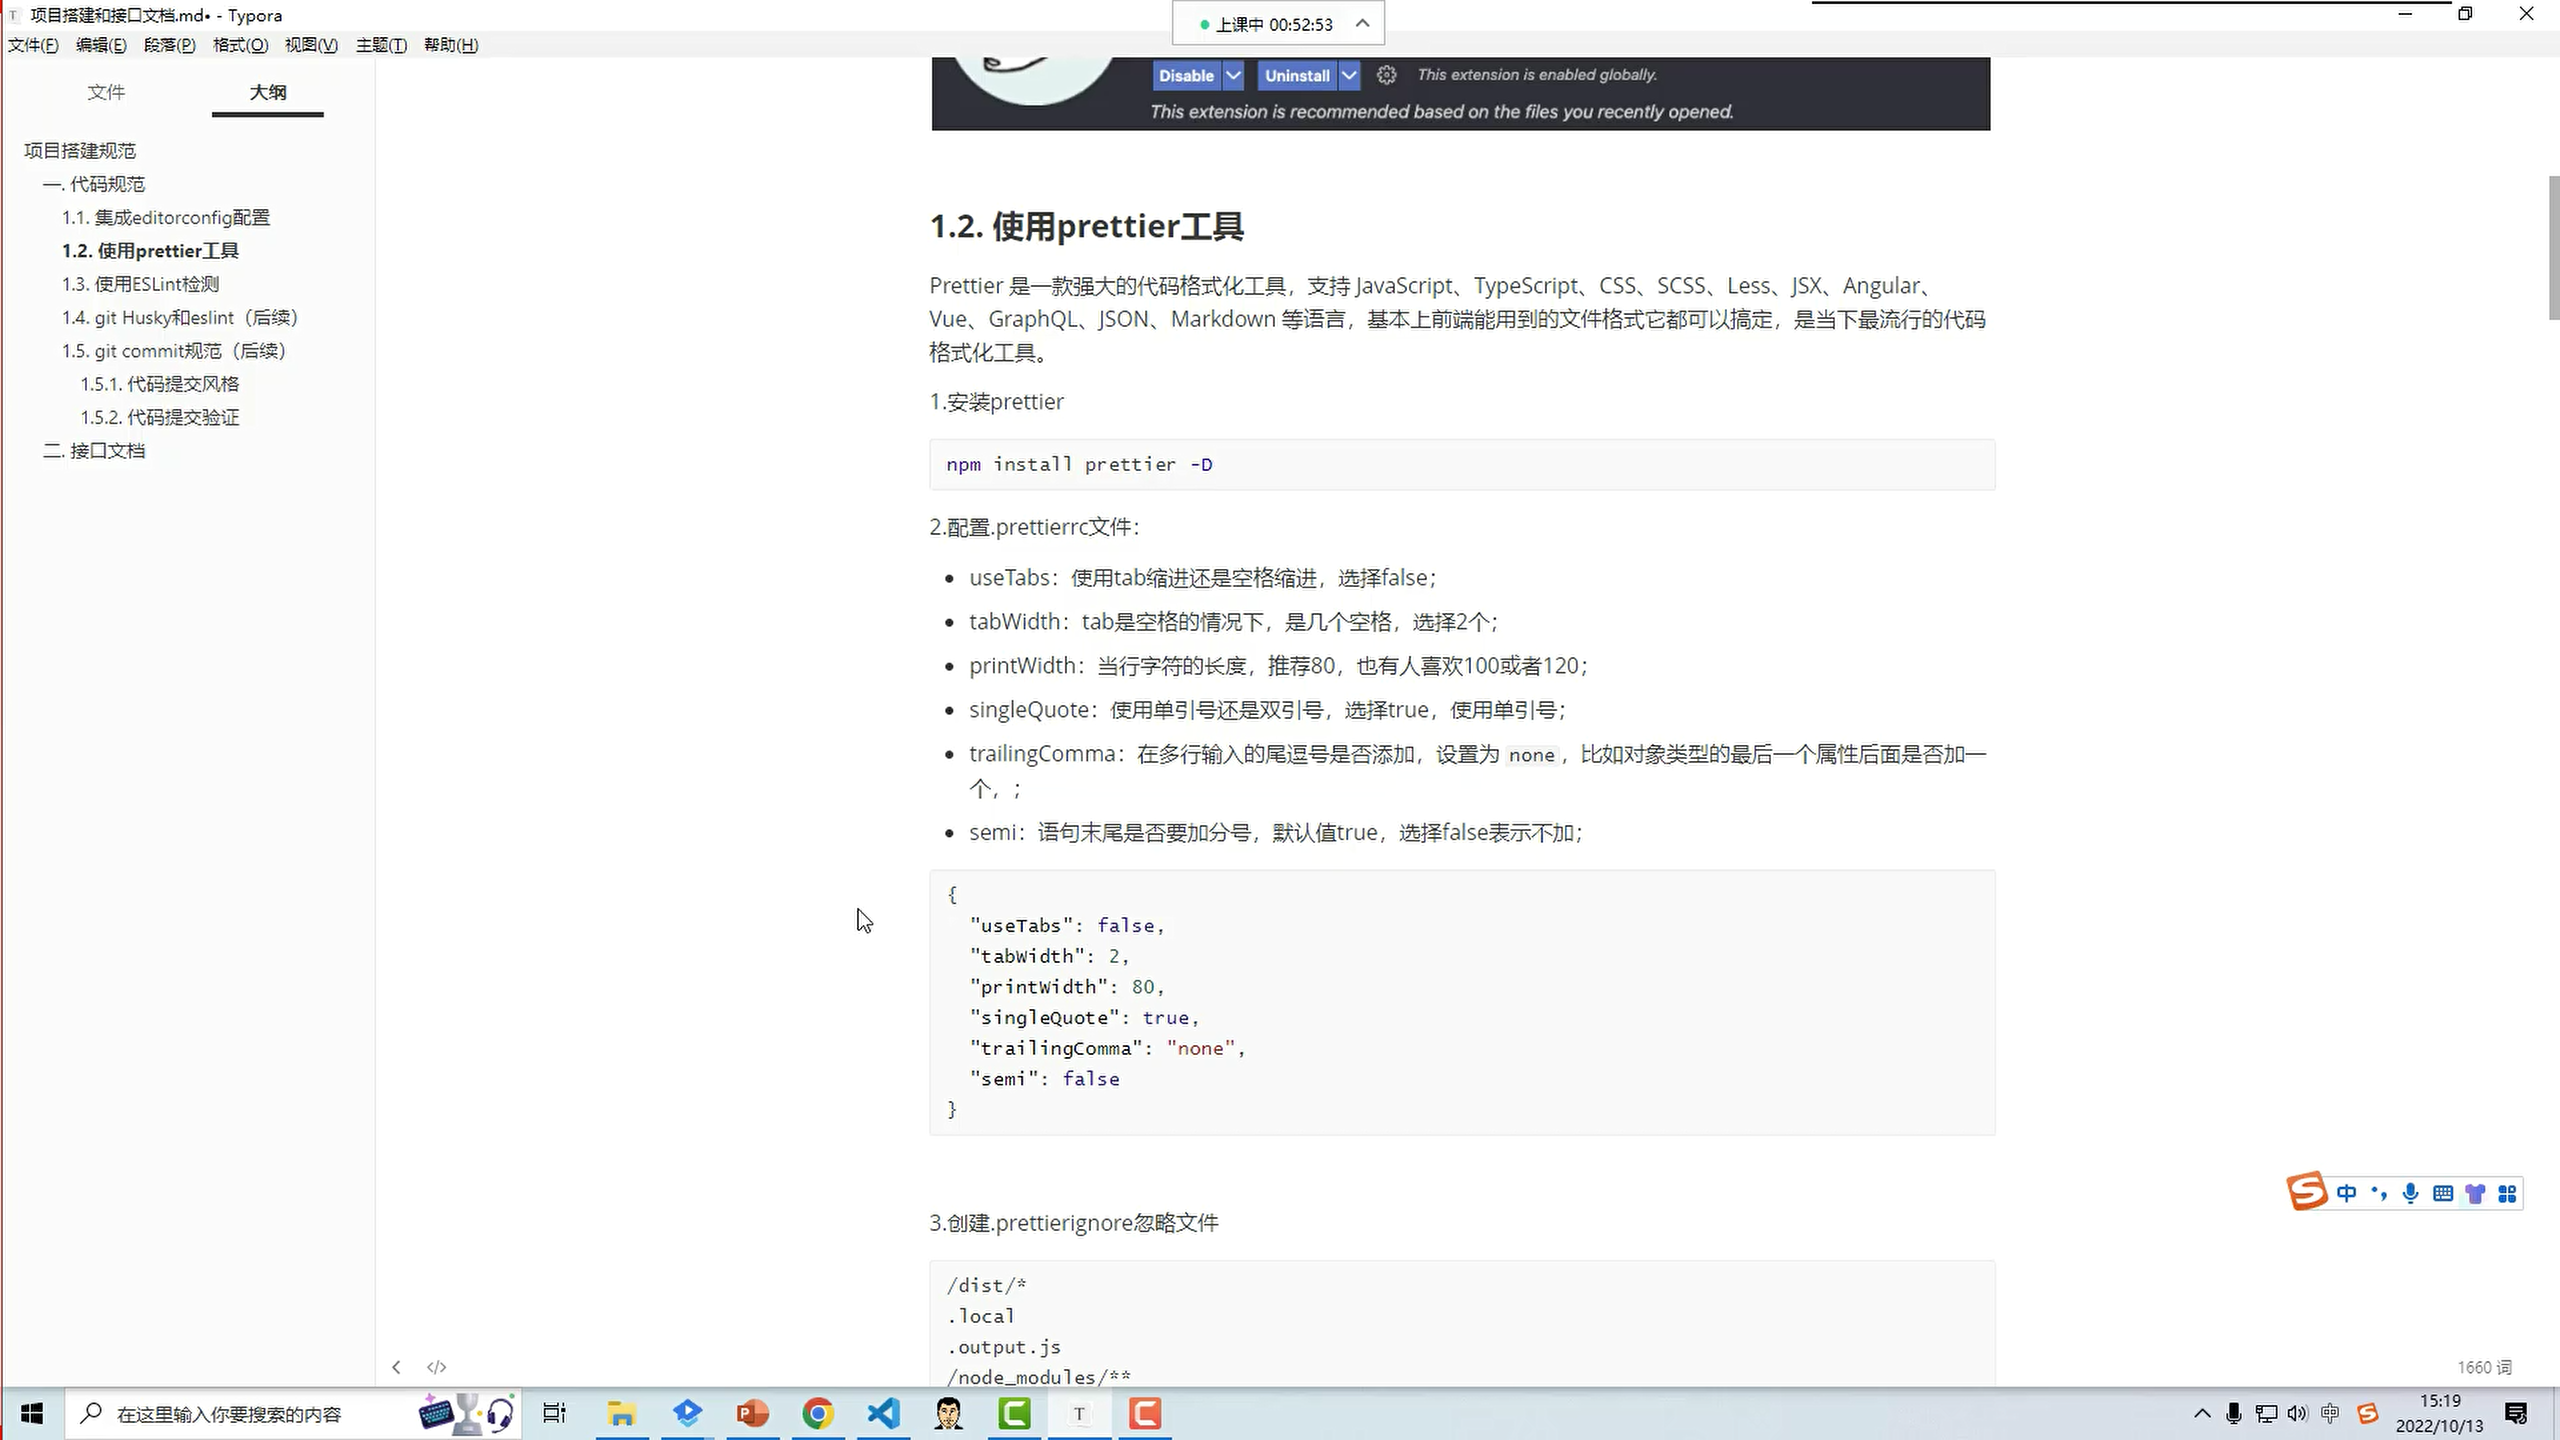 项目搭建和接口文档.md• - Typora
上课中 00:52:53
文件(F) 编辑(E) 段落(P) 格式(O) 视图(V) 主题(T) 帮助(H)
文件 大纲
项目搭建规范
一. 代码规范
1.1. 集成editorconfig配置
1.2. 使用prettier工具
1.3. 使用ESLint检测
1.4. git Husky和eslint（后续）
1.5. git commit规范（后续）
1.5.1. 代码提交风格
1.5.2. 代码提交验证
二. 接口文档
Disable Uninstall This extension is enabled globally.
This extension is recommended based on the files you recently opened.
1.2. 使用prettier工具
Prettier 是一款强大的代码格式化工具，支持 JavaScript、TypeScript、CSS、SCSS、Less、JSX、Angular、
Vue、GraphQL、JSON、Markdown 等语言，基本上前端能用到的文件格式它都可以搞定，是当下最流行的代码
格式化工具。
1.安装prettier
npm install prettier -D
2.配置.prettierrc文件：
• useTabs：使用tab缩进还是空格缩进，选择false；
• tabWidth：tab是空格的情况下，是几个空格，选择2个；
• printWidth：当行字符的长度，推荐80，也有人喜欢100或者120；
• singleQuote：使用单引号还是双引号，选择true，使用单引号；
• trailingComma：在多行输入的尾逗号是否添加，设置为 none，比如对象类型的最后一个属性后面是否加一
个，；
• semi：语句末尾是否要加分号，默认值true，选择false表示不加；
{
"useTabs": false,
"tabWidth": 2,
"printWidth": 80,
"singleQuote": true,
"trailingComma": "none",
"semi": false
}
3.创建.prettierignore忽略文件
/dist/*
.local
.output.js
/node_modules/**
中
</>
1660 词
在这里输入你要搜索的内容
中
15:19
2022/10/13